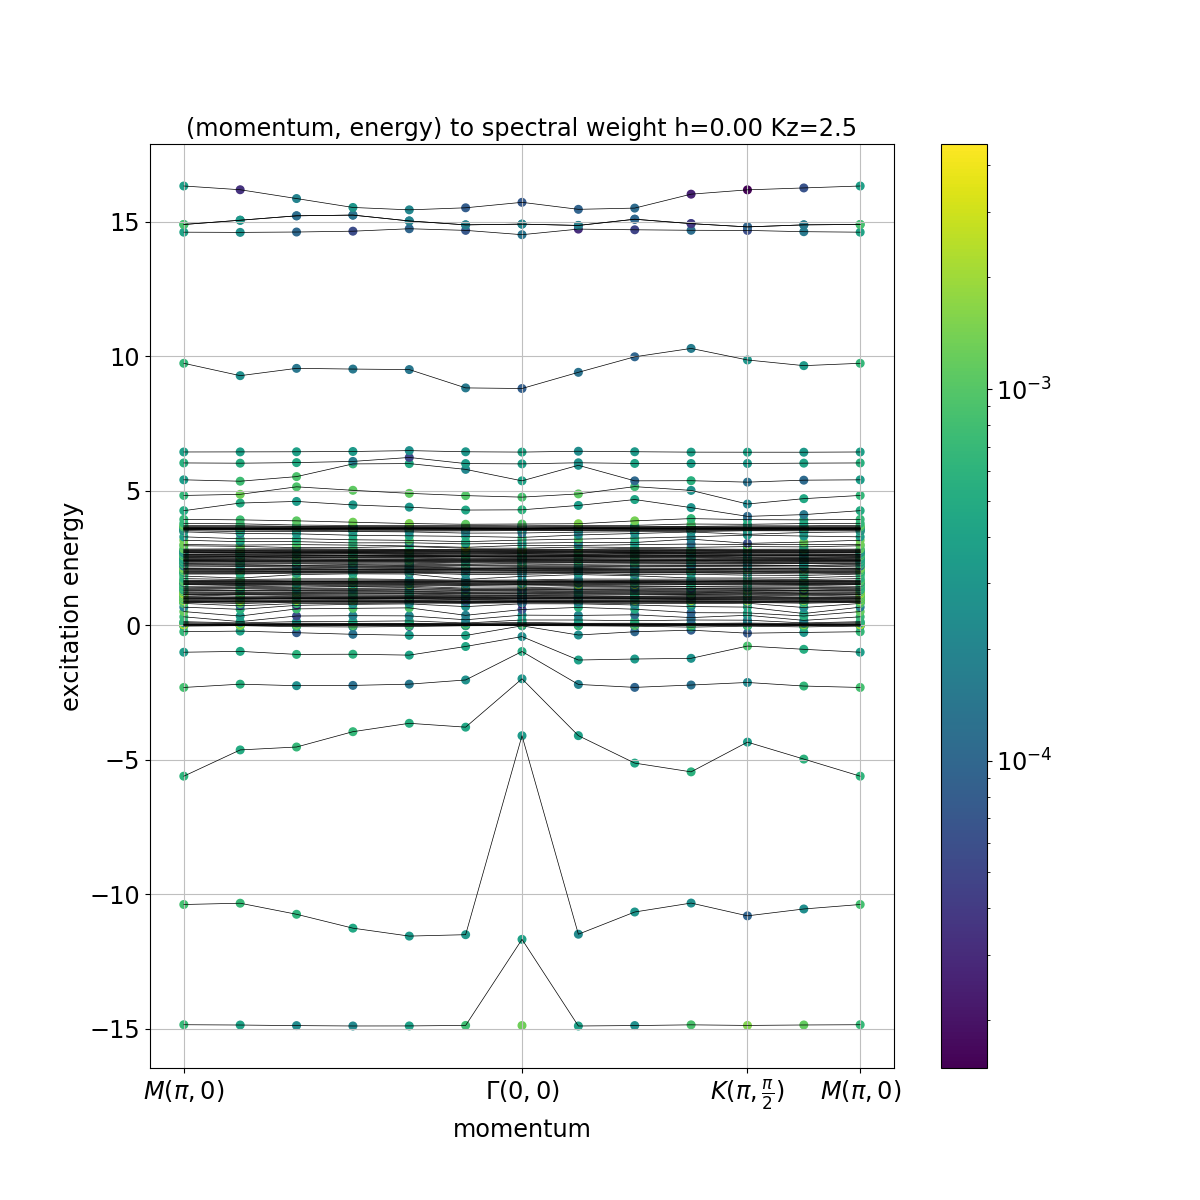 (momentum, energy) to spectral weight h=0.00 Kz=2.5
excitation energy
15
10
5
0
−5
−10
−15
M(π, 0)
Γ(0, 0)
K(π, π/2)
M(π, 0)
momentum
10⁻³
10⁻⁴